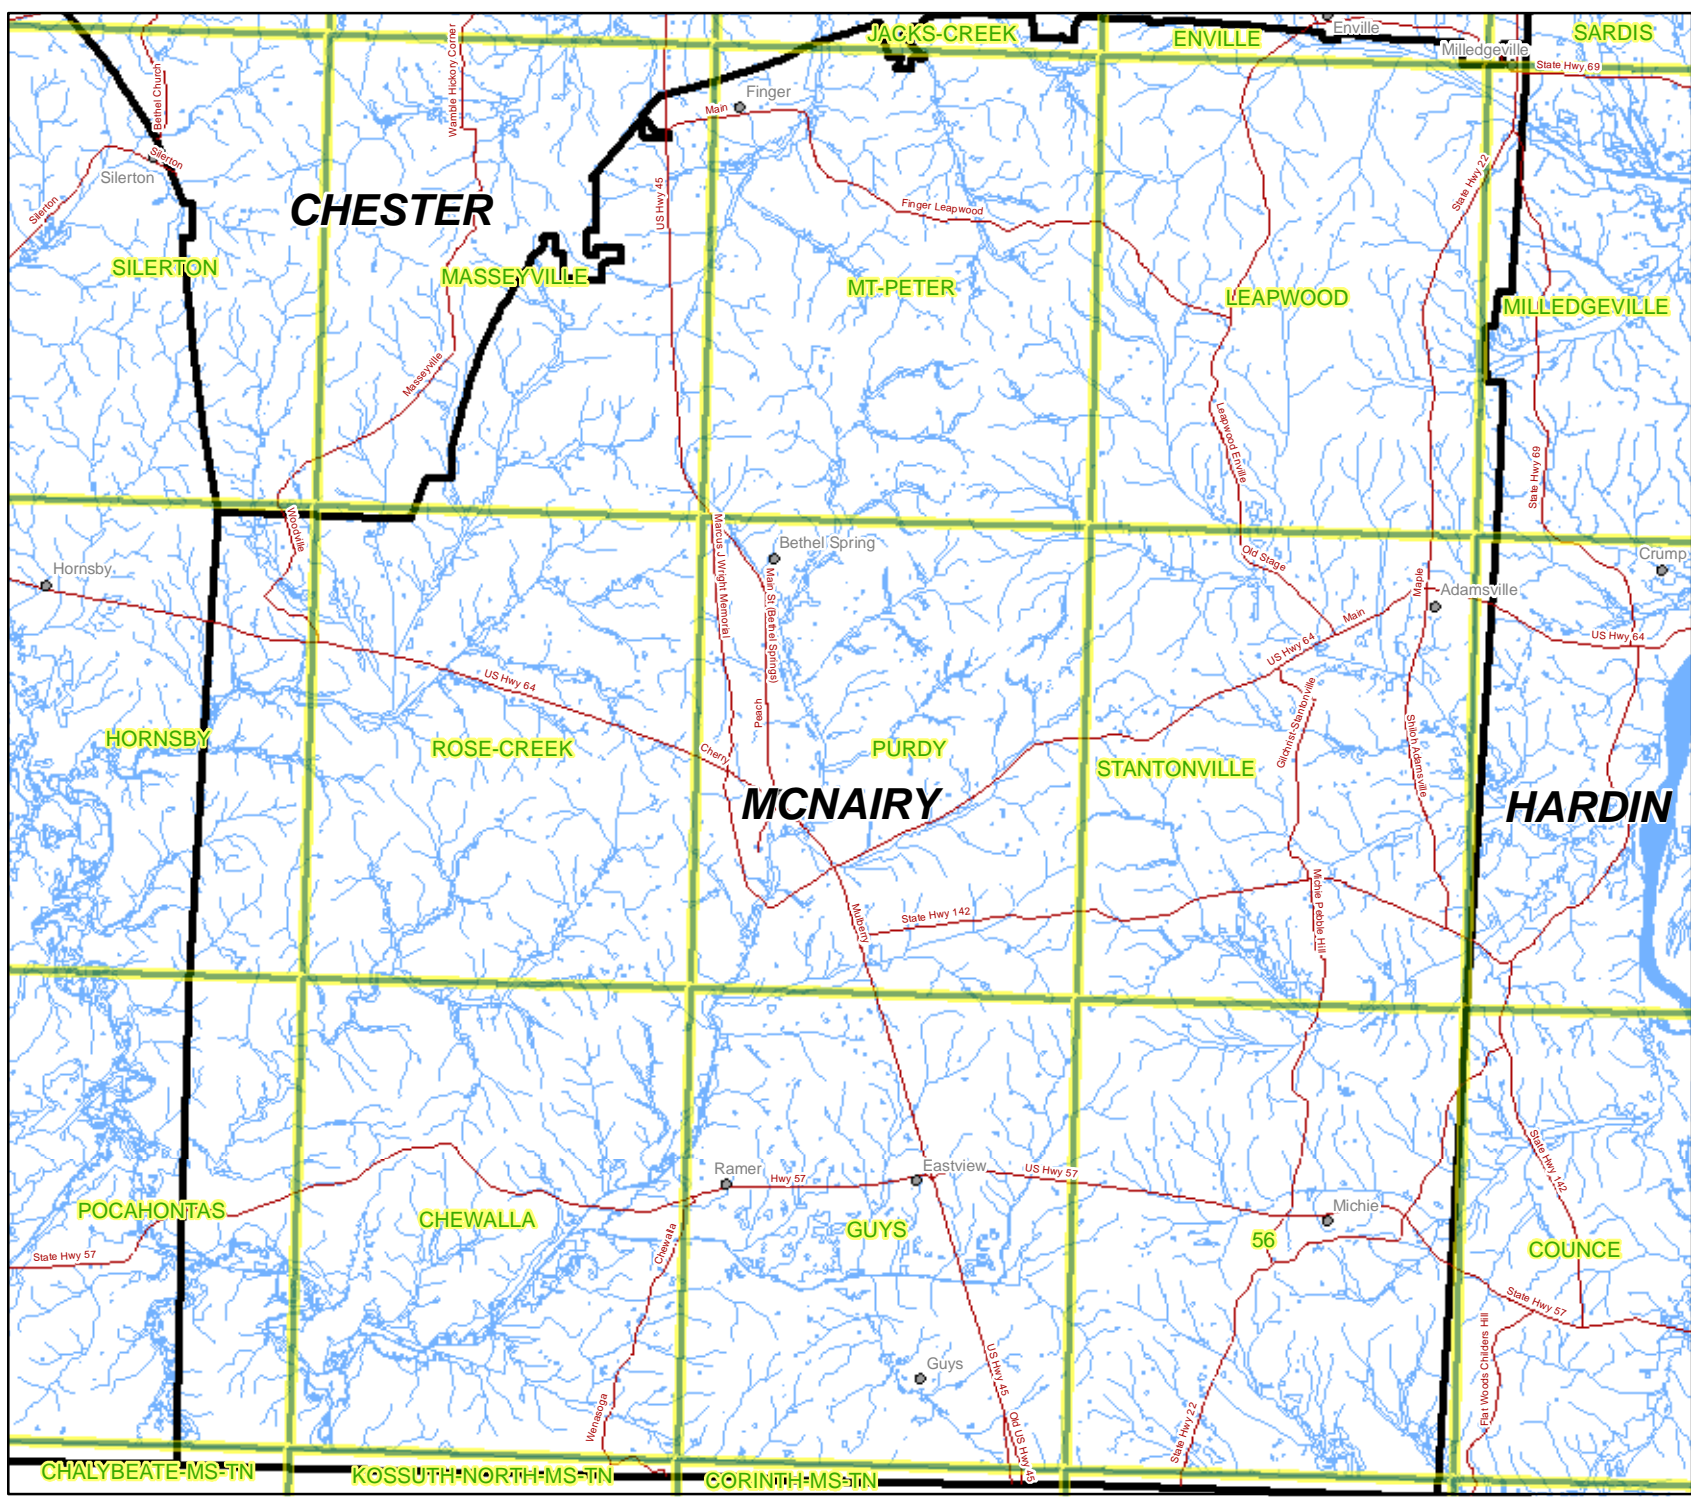 JACKS-CREEK
ENVILLE
Enville
SARDIS
Milledgeville
State Hwy 69
Bethel Church
Wamble Hickory Corner
Finger
Main
Silerton
Silerton
Silerton
CHESTER
US Hwy 45
Finger Leapwood
State Hwy 22
SILERTON
MASSEYVILLE
MT-PETER
LEAPWOOD
MILLEDGEVILLE
Masseyville
Leapwood Enville
State Hwy 69
Woodville
Marcus J Wright Memorial
Bethel Spring
Old Stage
Crump
Hornsby
Main St (Bethel Springs)
Maple
Adamsville
Main
US Hwy 64
US Hwy 64
US Hwy 64
Gilchrist-Stantonville
Shiloh Adamsville
Peach
HORNSBY
ROSE-CREEK
Cherry
PURDY
STANTONVILLE
MCNAIRY
HARDIN
Mulberry
State Hwy 142
Michie Pebble Hill
Ramer
Hwy 57
Eastview
US Hwy 57
State Hwy 142
Michie
POCAHONTAS
CHEWALLA
Chewalla
GUYS
56
COUNCE
State Hwy 57
State Hwy 57
Guys
US Hwy 45
Flat Woods Childers Hill
Wenasoga
Old US Hwy 45
State Hwy 22
CHALYBEATE-MS-TN
KOSSUTH-NORTH-MS-TN
CORINTH-MS-TN